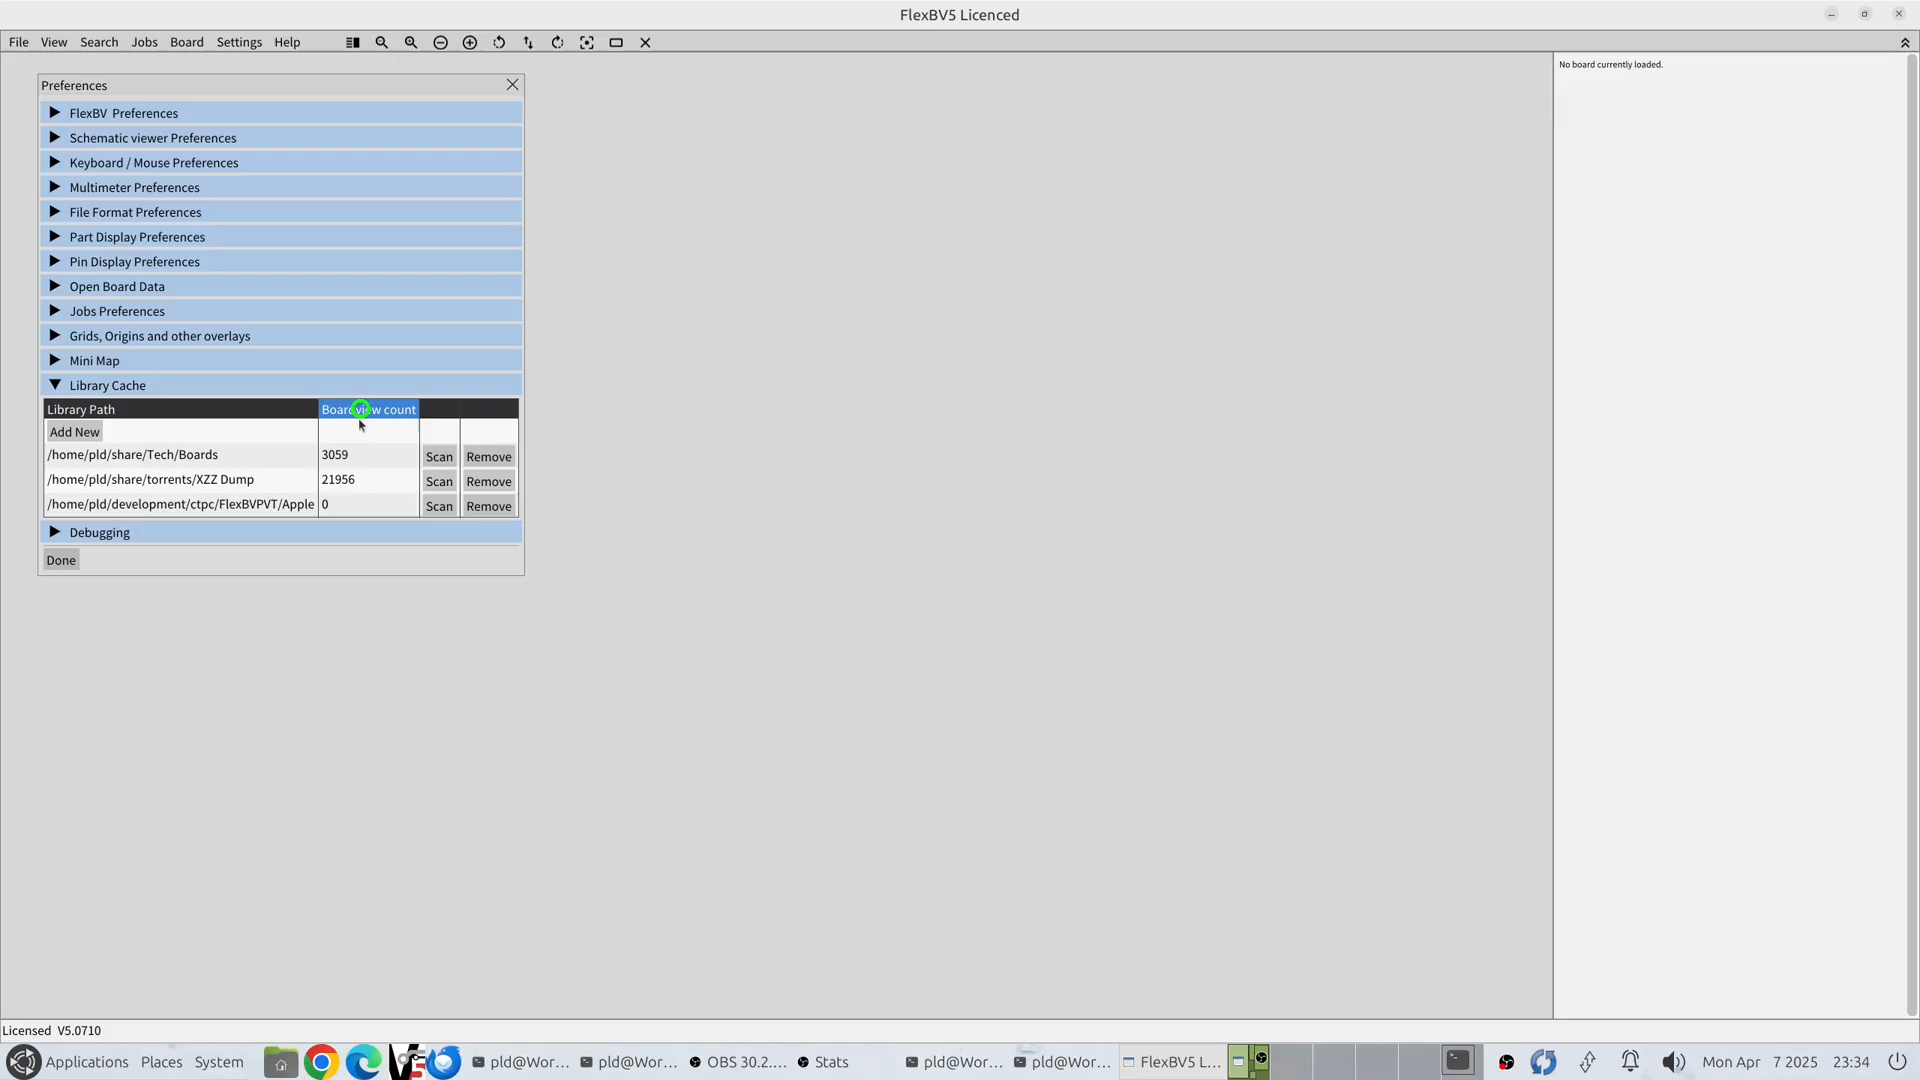 FlexBV5 Licenced
File View Search Jobs Board Settings Help
No board currently loaded.
Preferences
FlexBV Preferences
Schematic viewer Preferences
Keyboard / Mouse Preferences
Multimeter Preferences
File Format Preferences
Part Display Preferences
Pin Display Preferences
Open Board Data
Jobs Preferences
Grids, Origins and other overlays
Mini Map
Library Cache
Library Path Boardview count
Add New
/home/pld/share/Tech/Boards 3059 Scan Remove
/home/pld/share/torrents/XZZ Dump 21956 Scan Remove
/home/pld/development/ctpc/FlexBVPVT/Apple 0 Scan Remove
Debugging
Done
Licensed V5.0710
Applications Places System pld@Wor... pld@Wor... OBS 30.2.... Stats pld@Wor... pld@Wor... FlexBV5 L... Mon Apr 7 2025 23:34